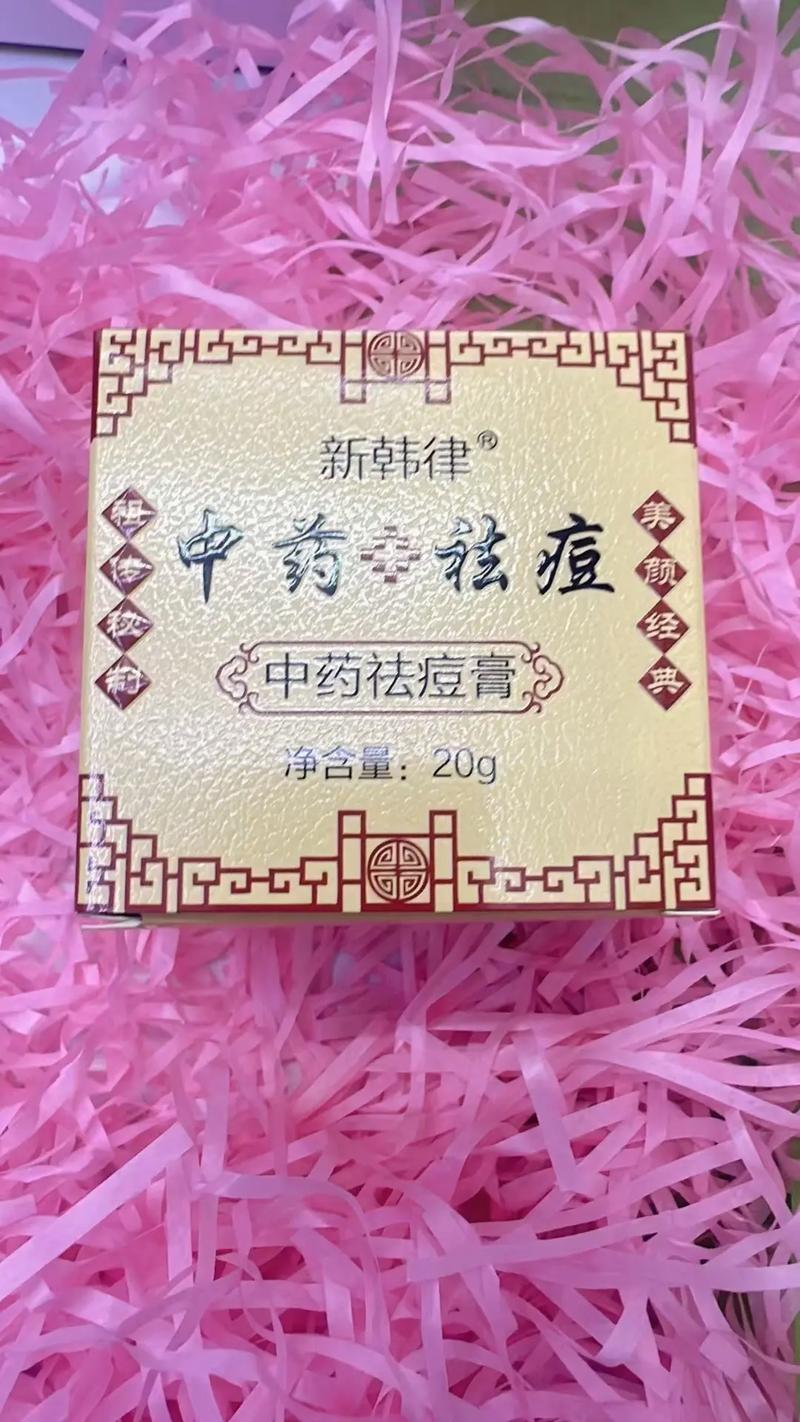 新韩律®
中药祛痘
祖传秘制
美颜经典
中药祛痘膏
净含量：20g